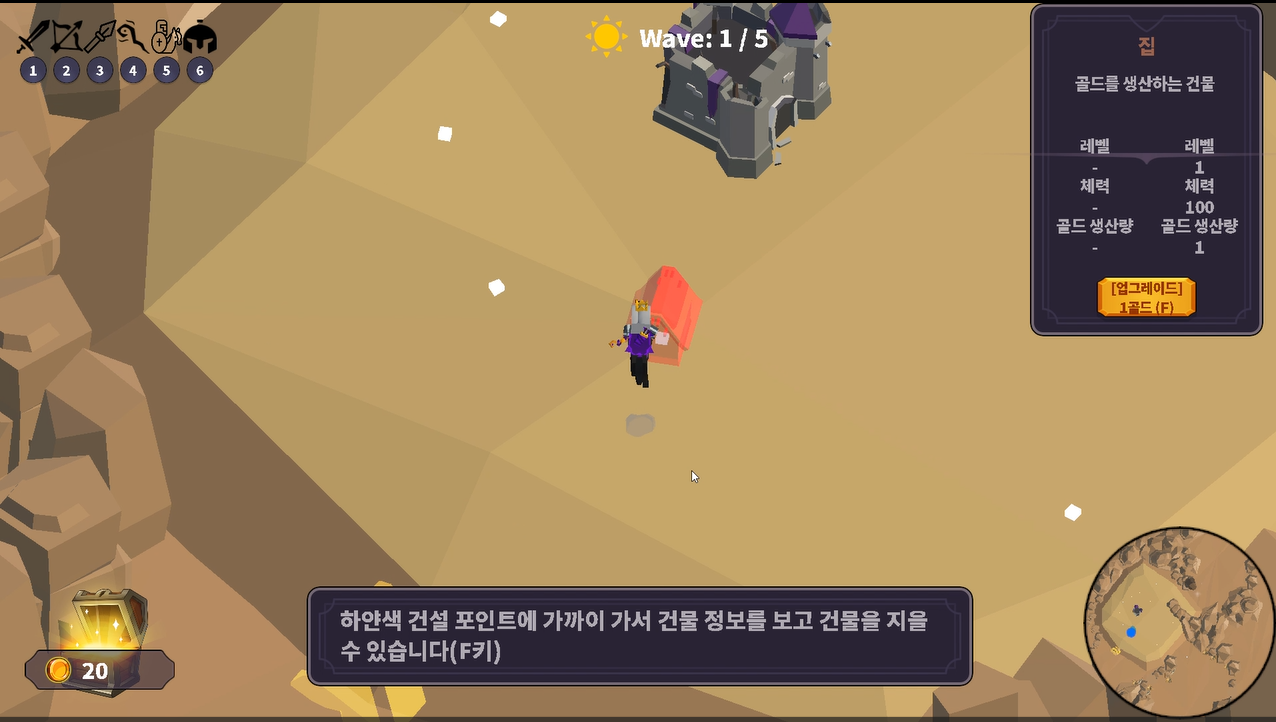 1 2 3 4 5 6
Wave: 1 / 5
집
골드를 생산하는 건물
레벨 레벨
- 1
체력 체력
- 100
골드 생산량 골드 생산량
- 1
[업그레이드]
1골드 (F)
하얀색 건설 포인트에 가까이 가서 건물 정보를 보고 건물을 지을
수 있습니다(F키)
20